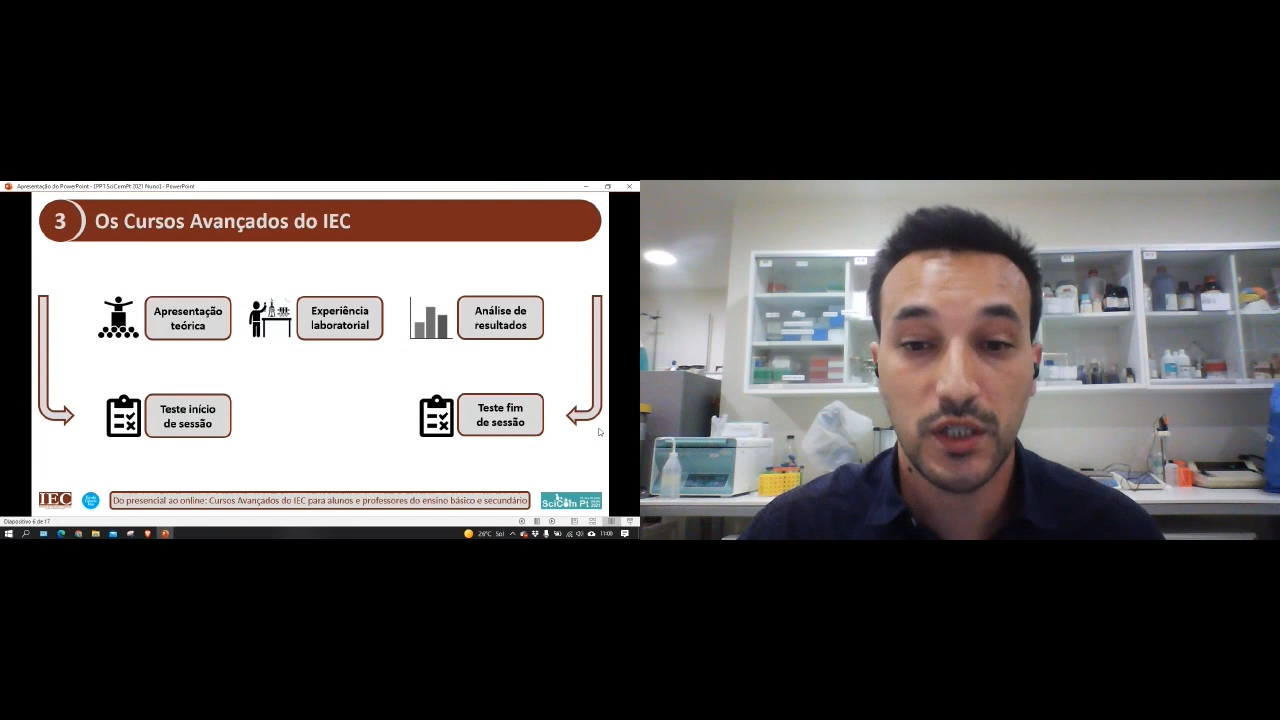 Apresentação do PowerPoint - [PPT.SciComPt 2021 Nuno] - PowerPoint
3
Os Cursos Avançados do IEC
Apresentação
teórica
Experiência
laboratorial
Análise de
resultados
Teste início
de sessão
Teste fim
de sessão
IEC
Do presencial ao online: Cursos Avançados do IEC para alunos e professores do ensino básico e secundário
SciCom Pt
2021
Diapositivo 6 de 17
26°C Sol
11:00